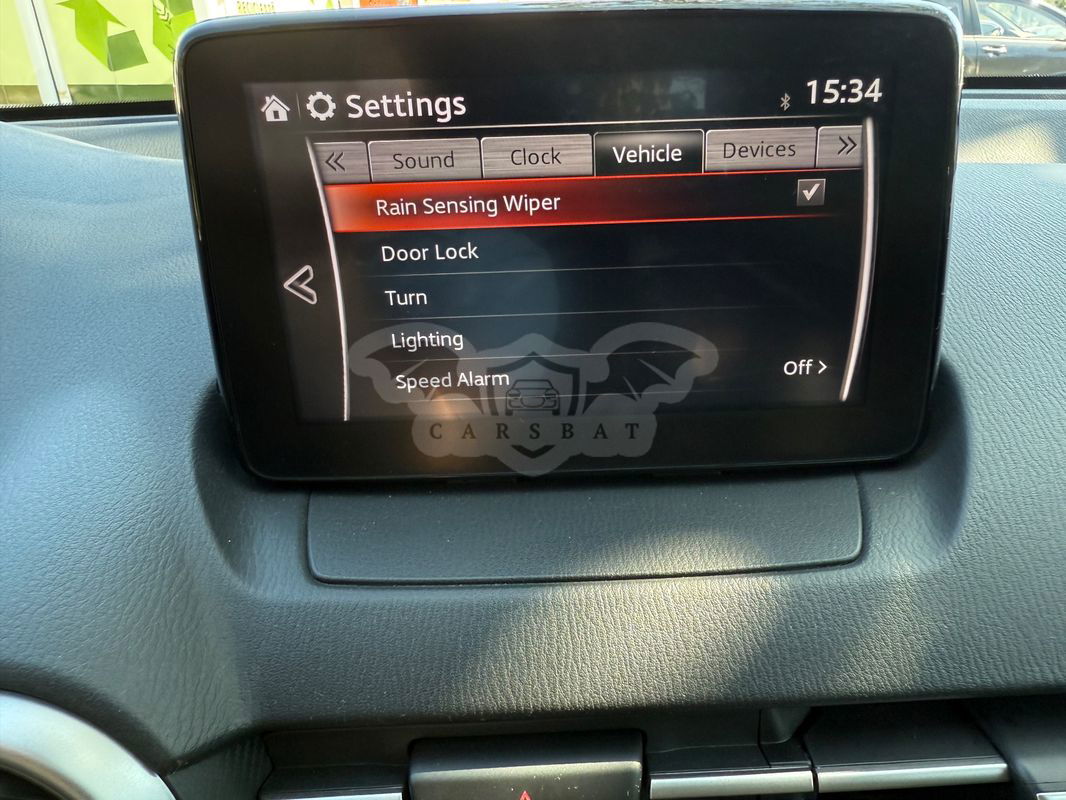 Settings
15:34
Sound Clock Vehicle Devices
Rain Sensing Wiper
Door Lock
Turn
Lighting
Speed Alarm Off >
CARSBAT